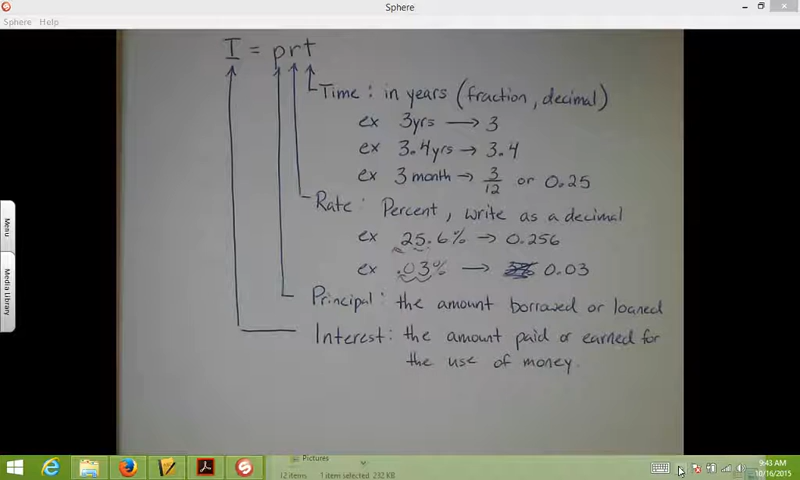 Sphere
Sphere Help
I = prt
Time : in years (fraction, decimal)
ex 3yrs → 3
ex 3.4yrs → 3.4
ex 3 month → 3/12 or 0.25
Rate : Percent, write as a decimal
ex 25.6% → 0.256
ex .03% → 0.03
Principal : the amount borrowed or loaned
Interest : the amount paid or earned for
the use of money.
Menu
Media Library
Pictures
12 items 1 item selected 232 KB
9:43 AM
10/16/2015